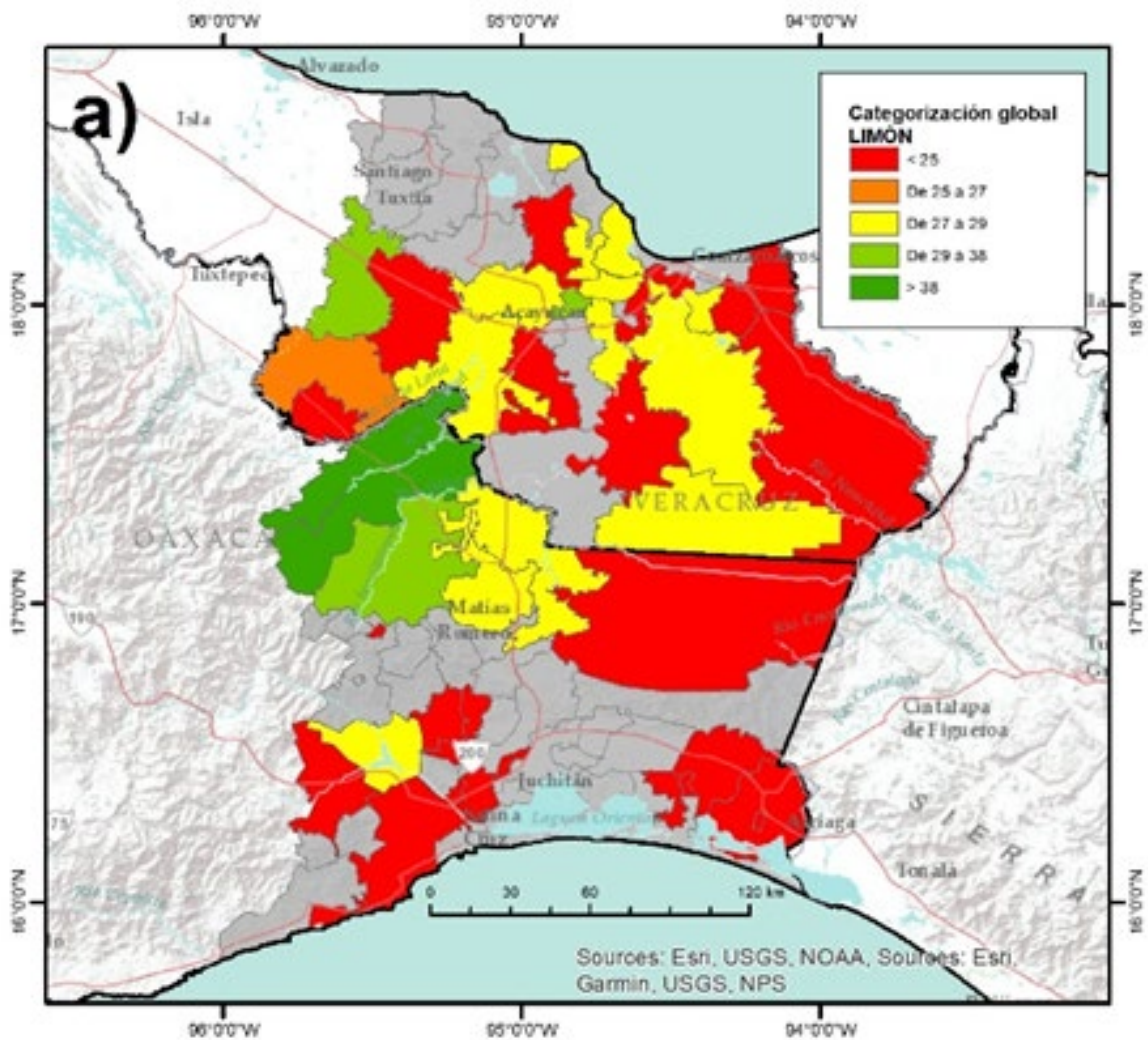 96°0'0"W
95°0'0"W
94°0'0"W
a)
Alvarado
Isla
Santiago
Tuxtla
Categorización global
LIMÓN
< 25
De 25 a 27
De 27 a 29
De 29 a 38
> 38
Tuxtepec
18°0'0"N
18°0'0"N
Acayucan
VERACRUZ
OAXACA
17°0'0"N
17°0'0"N
190
Matías
Romero
Cintalapa
de Figueroa
200
Juchitán
Arriaga
Tonalá
SIERRA
16°0'0"N
16°0'0"N
0 30 60 120 km
Sources: Esri, USGS, NOAA, Sources: Esri,
Garmin, USGS, NPS
96°0'0"W
95°0'0"W
94°0'0"W